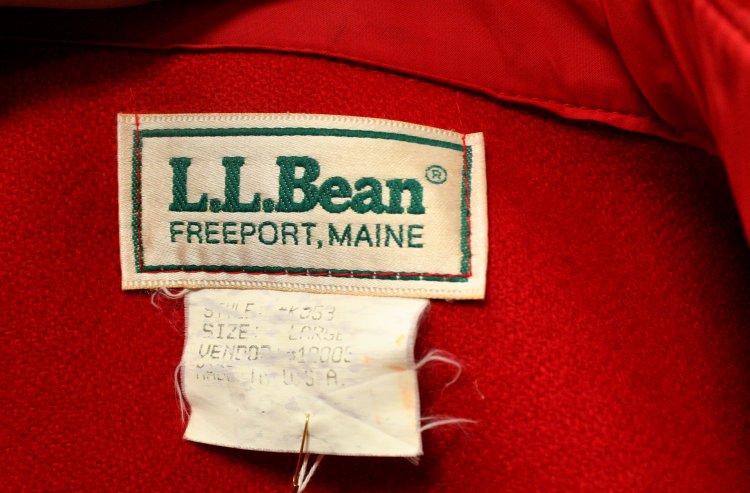 L.L.Bean®
FREEPORT, MAINE
STYLE:
SIZE: LARGE
VENDOR
MADE IN U.S.A.